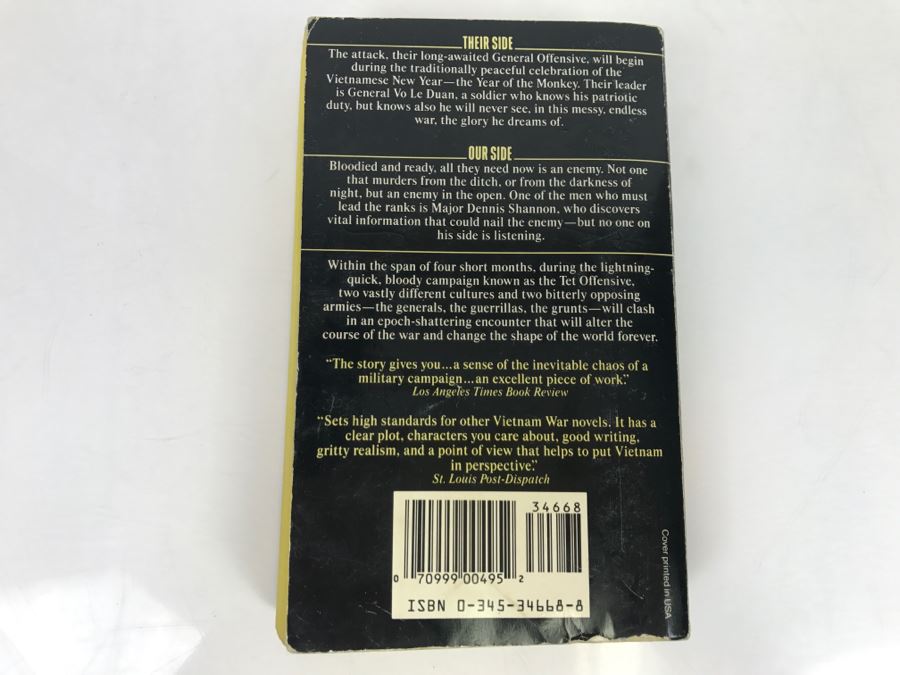 THEIR SIDE
The attack, their long-awaited General Offensive, will begin
during the traditionally peaceful celebration of the
Vietnamese New Year—the Year of the Monkey. Their leader
is General Vo Le Duan, a soldier who knows his patriotic
duty, but knows also he will never see, in this messy, endless
war, the glory he dreams of.
OUR SIDE
Bloodied and ready, all they need now is an enemy. Not one
that murders from the ditch, or from the darkness of
night, but an enemy in the open. One of the men who must
lead the ranks is Major Dennis Shannon, who discovers
vital information that could nail the enemy—but no one on
his side is listening.
Within the span of four short months, during the lightning-
quick, bloody campaign known as the Tet Offensive,
two vastly different cultures and two bitterly opposing
armies—the generals, the guerrillas, the grunts—will clash
in an epoch-shattering encounter that will alter the
course of the war and change the shape of the world forever.
"The story gives you...a sense of the inevitable chaos of a
military campaign...an excellent piece of work."
Los Angeles Times Book Review
"Sets high standards for other Vietnam War novels. It has a
clear plot, characters you care about, good writing,
gritty realism, and a point of view that helps to put Vietnam
in perspective."
St. Louis Post-Dispatch
34668
0 70999 00495 2
ISBN 0-345-34668-8
Cover printed in USA